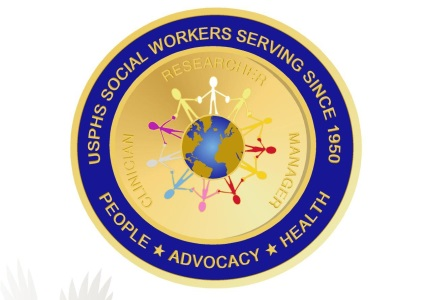 USPHS SOCIAL WORKERS SERVING SINCE 1950
PEOPLE ★ ADVOCACY ★ HEALTH
CLINICIAN
RESEARCHER
MANAGER